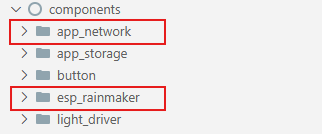 components
app_network
app_storage
button
esp_rainmaker
light_driver